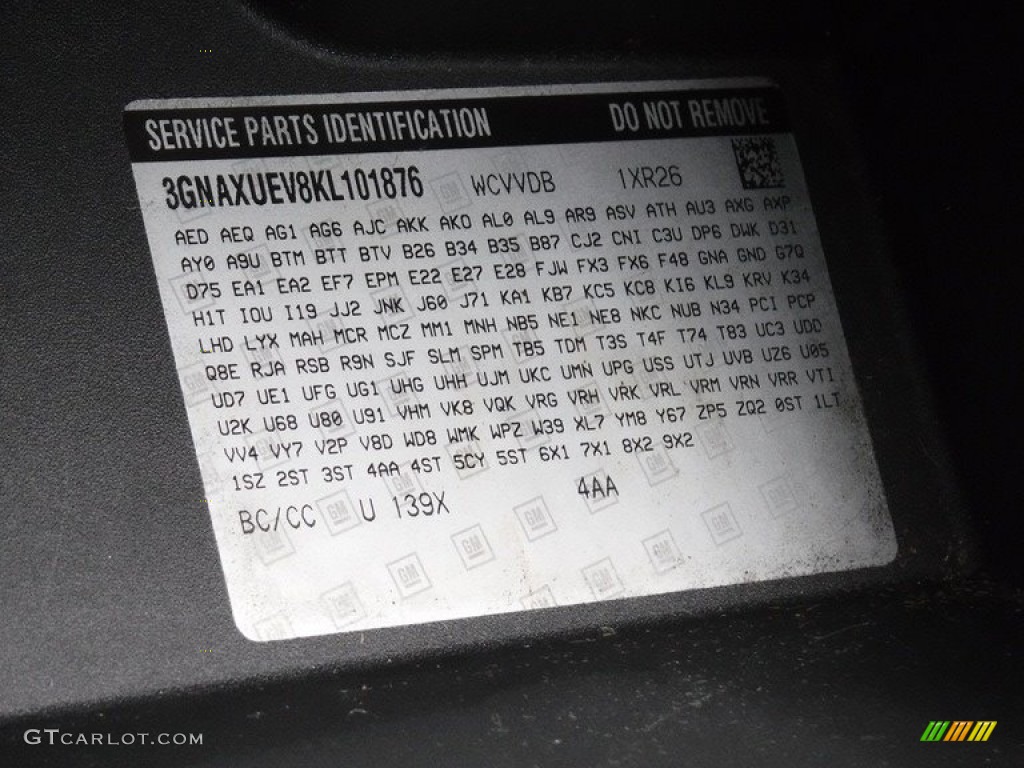 SERVICE PARTS IDENTIFICATION DO NOT REMOVE
3GNAXUEV8KL101876 WCVVDB 1XR26
AED AEQ AG1 AG6 AJC AKK AKO AL0 AL9 AR9 ASV ATH AU3 AXG AXP
AY0 A9U BTM BTT BTV B26 B34 B35 B87 CJ2 CNI C3U DP6 DWK D31
D75 EA1 EA2 EF7 EPM E22 E27 E28 FJW FX3 FX6 F48 GNA GND G7Q
H1T IOU I19 JJ2 JNK J60 J71 KA1 KB7 KC5 KC8 KI6 KL9 KRV K34
LHD LYX MAH MCR MCZ MM1 MNH NB5 NE1 NE8 NKC NUB N34 PCI PCP
Q8E RJA RSB R9N SJF SLM SPM TB5 TDM T3S T4F T74 T83 UC3 UDD
UD7 UE1 UFG UG1 UHG UHH UJM UKC UMN UPG USS UTJ UVB UZ6 U05
U2K U68 U80 U91 VHM VK8 VQK VRG VRH VRK VRL VRM VRN VRR VTI
VV4 VY7 V2P V8D WD8 WMK WPZ W39 XL7 YM8 Y67 ZP5 ZQ2 0ST 1LT
1SZ 2ST 3ST 4AA 4ST 5CY 5ST 6X1 7X1 8X2 9X2
BC/CC U 139X 4AA
GTCARLOT.COM